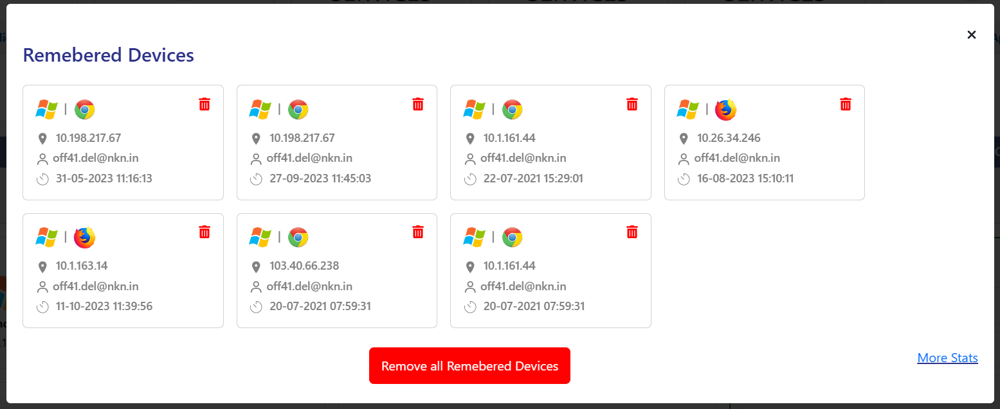 Remebered Devices
|
10.198.217.67
off41.del@nkn.in
31-05-2023 11:16:13
|
10.198.217.67
off41.del@nkn.in
27-09-2023 11:45:03
|
10.1.161.44
off41.del@nkn.in
22-07-2021 15:29:01
|
10.26.34.246
off41.del@nkn.in
16-08-2023 15:10:11
|
10.1.163.14
off41.del@nkn.in
11-10-2023 11:39:56
|
103.40.66.238
off41.del@nkn.in
20-07-2021 07:59:31
|
10.1.161.44
off41.del@nkn.in
20-07-2021 07:59:31
Remove all Remebered Devices
More Stats